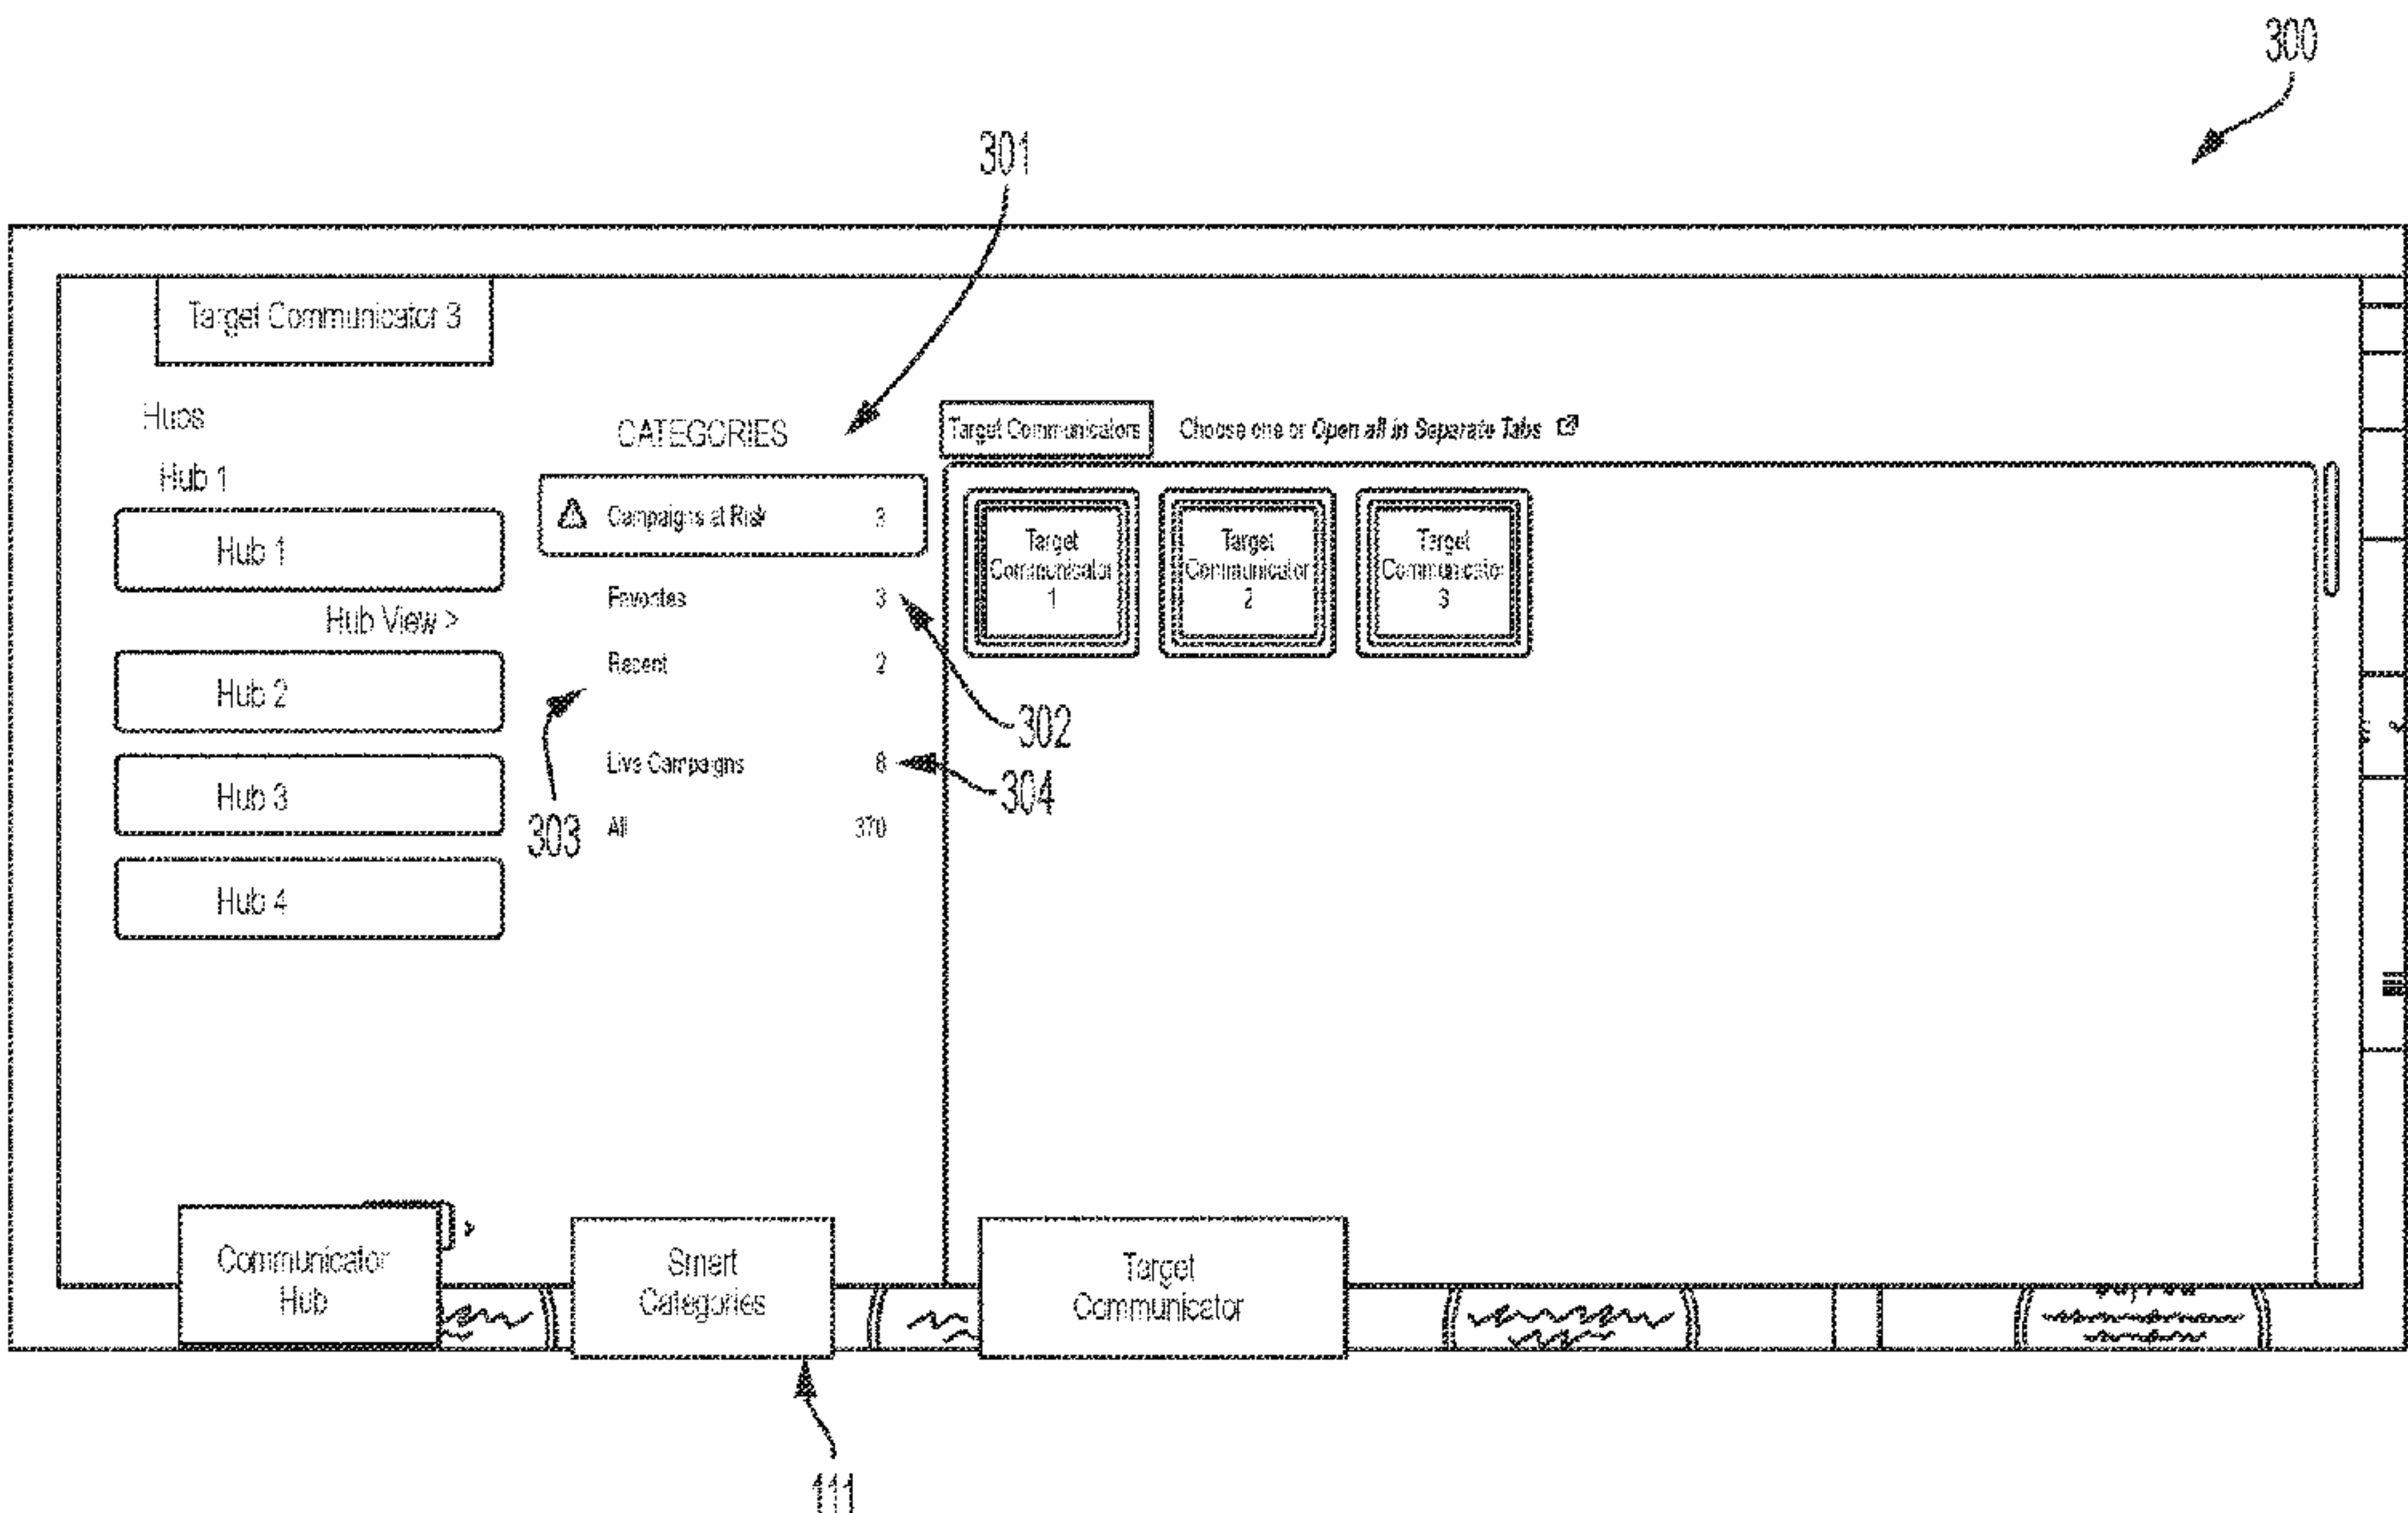 300
301
Target Communicator 3
Hubs
Hub 1
Hub 1
Hub View >
Hub 2
Hub 3
Hub 4
CATEGORIES
Campaigns at Risk 3
Favorites 3
Recent 2
Live Campaigns 8
All 370
302
303
304
Target Communicators Choose one or Open all in Separate Tabs
Target
Communicator
1
Target
Communicator
2
Target
Communicator
3
Communicator
Hub
Smart
Categories
Target
Communicator
111